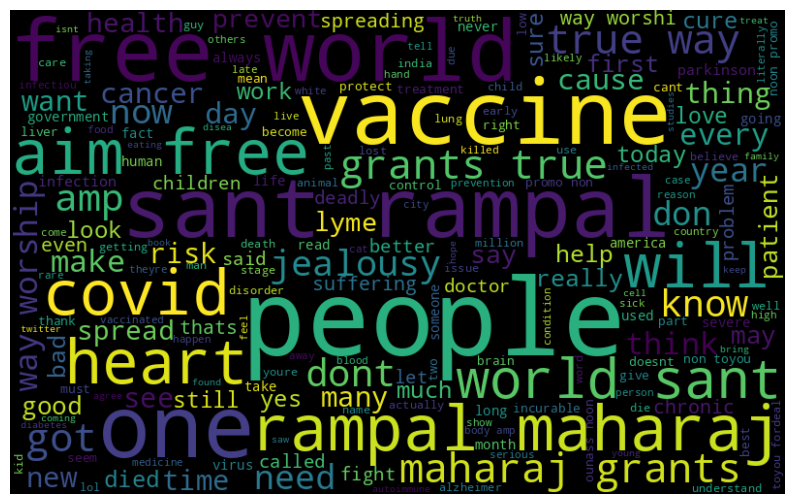 health prevent spreading true way way worshi cure
free world sure first cause parkinson
want cancer now work day vaccine thing love every
government liver fact food aim free grants true today year
human infection children life deadly lyme don
amp sant rampal problem patient
look even make risk said better jealousy suffering say help really will
way worship covid doctor know
thank spread thats people think may
bad heart dont let much world sant
good see still yes many chronic
got one rampal maharaj
new died time need called fight maharaj grants
guy others always late mean care isnt truth treat
india tell hand protect treatment white never due low
child early right cant likely literally noon promo
taking live become lung killed use going
eating past lost believe family
animal prevention promo non infected case reason
control city country america
come getting book death read cat million issue
rare man theyre stage disorder hope
twitter vaccinated happen feel condition cell sick used part severe well high keep
must take youre away blood brain two someone doesnt non toyou bring
agree found name actually long incurable give person word
coming diabetes show die
kid seem saw month body amp serious young best
lol medicine virus alzheimer autoimmune ounass noon understand toyou fordeal
studies